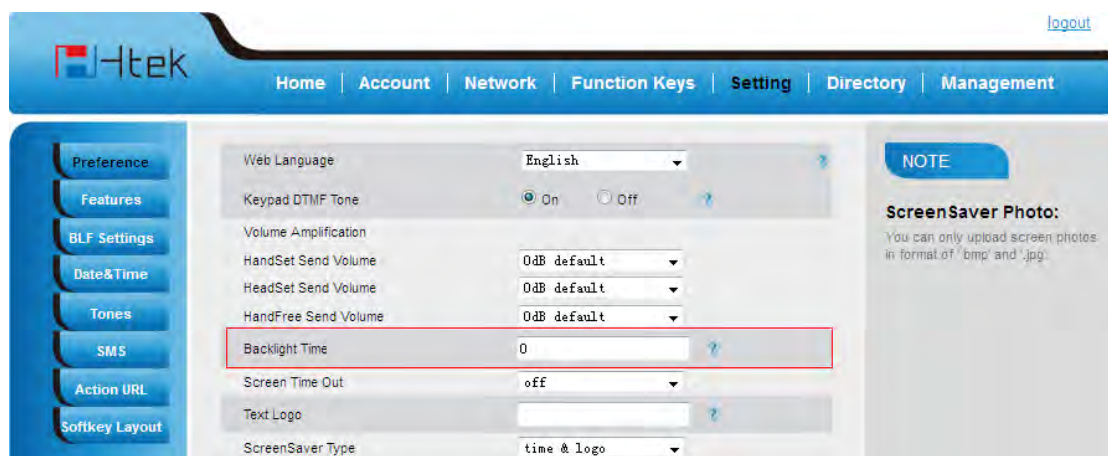 logout
Htek
Home | Account | Network | Function Keys | Setting | Directory | Management
Preference
Features
BLF Settings
Date&Time
Tones
SMS
Action URL
Softkey Layout
Web Language English ?
Keypad DTMF Tone On Off ?
Volume Amplification
HandSet Send Volume 0dB default
HeadSet Send Volume 0dB default
HandFree Send Volume 0dB default
Backlight Time 0 ?
Screen Time Out off
Text Logo ?
ScreenSaver Type time & logo
NOTE
ScreenSaver Photo:
You can only upload screen photos
in format of '.bmp' and '.jpg'.